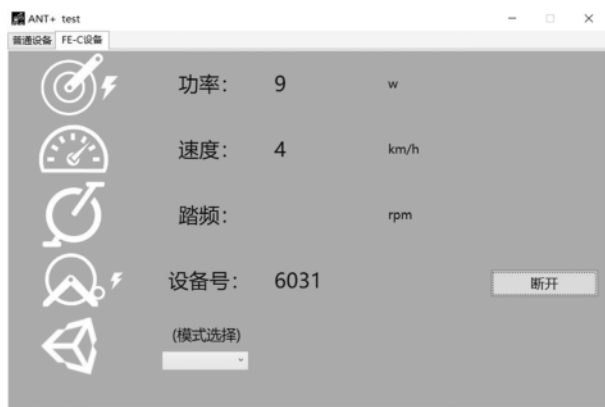 ANT+ test
普通设备 FE-C设备
功率： 9 w
速度： 4 km/h
踏频： rpm
设备号： 6031 断开
(模式选择)